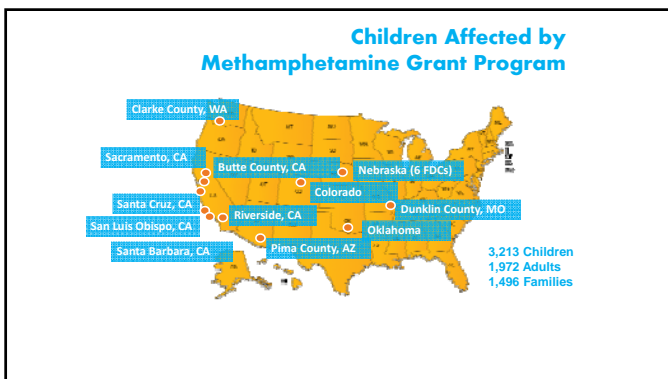 Children Affected by
Methamphetamine Grant Program
Clarke County, WA
Sacramento, CA
Butte County, CA
Nebraska (6 FDCs)
Colorado
Santa Cruz, CA
Riverside, CA
Dunklin County, MO
San Luis Obispo, CA
Oklahoma
Santa Barbara, CA
Pima County, AZ
3,213 Children
1,972 Adults
1,496 Families